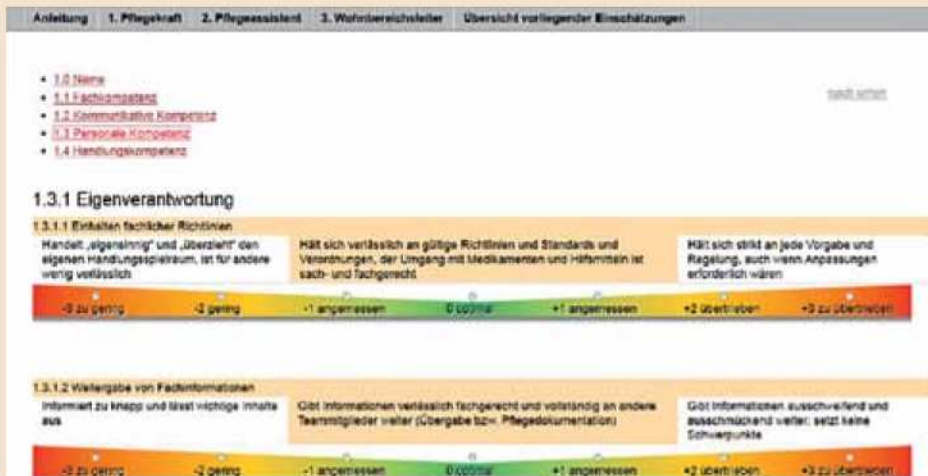 Anleitung 1. Pflegekraft 2. Pflegeassistent 3. Wohnbereichsleiter Übersicht vorliegender Einschätzungen
• 1.0 Name
• 1.1 Fachkompetenz
nach unten
• 1.2 Kommunikative Kompetenz
• 1.3 Personale Kompetenz
• 1.4 Handlungskompetenz
1.3.1 Eigenverantwortung
1.3.1.1 Einhalten fachlicher Richtlinien
Handelt „eigensinnig" und „überzieht" den
eigenen Handlungsspielraum, ist für andere
wenig verlässlich
Hält sich verlässlich an gültige Richtlinien und Standards und
Verordnungen, der Umgang mit Medikamenten und Hilfsmitteln ist
sach- und fachgerecht
Hält sich strikt an jede Vorgabe und
Regelung, auch wenn Anpassungen
erforderlich wären
-3 zu gering -2 gering -1 angemessen 0 optimal +1 angemessen +2 übertrieben +3 zu übertrieben
1.3.1.2 Weitergabe von Fachinformationen
Informiert zu knapp und lässt wichtige Inhalte
aus
Gibt Informationen verlässlich fachgerecht und vollständig an andere
Teammitglieder weiter (Übergabe bzw. Pflegedokumentation)
Gibt Informationen ausschweifend und
ausschmückend weiter; setzt keine
Schwerpunkte
-3 zu gering -2 gering -1 angemessen 0 optimal +1 angemessen +2 übertrieben +3 zu übertrieben